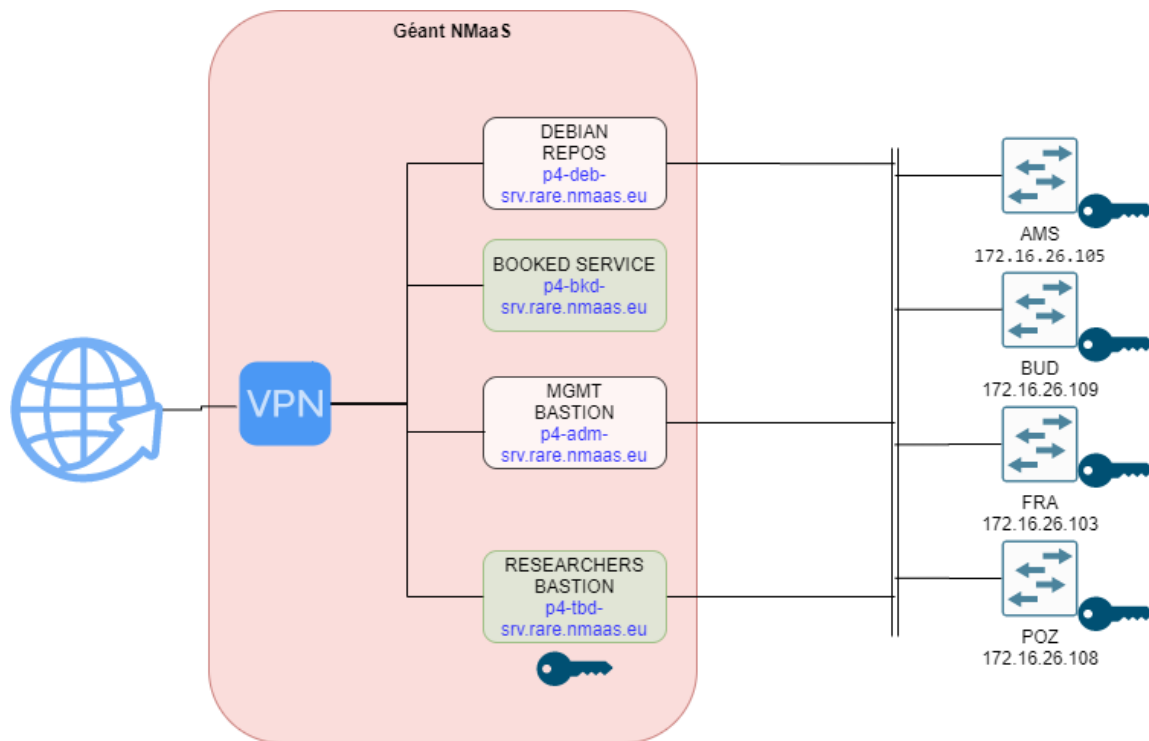 Géant NMaaS
DEBIAN
REPOS
p4-deb-
srv.rare.nmaas.eu
BOOKED SERVICE
p4-bkd-
srv.rare.nmaas.eu
VPN
MGMT
BASTION
p4-adm-
srv.rare.nmaas.eu
RESEARCHERS
BASTION
p4-tbd-
srv.rare.nmaas.eu
AMS
172.16.26.105
BUD
172.16.26.109
FRA
172.16.26.103
POZ
172.16.26.108